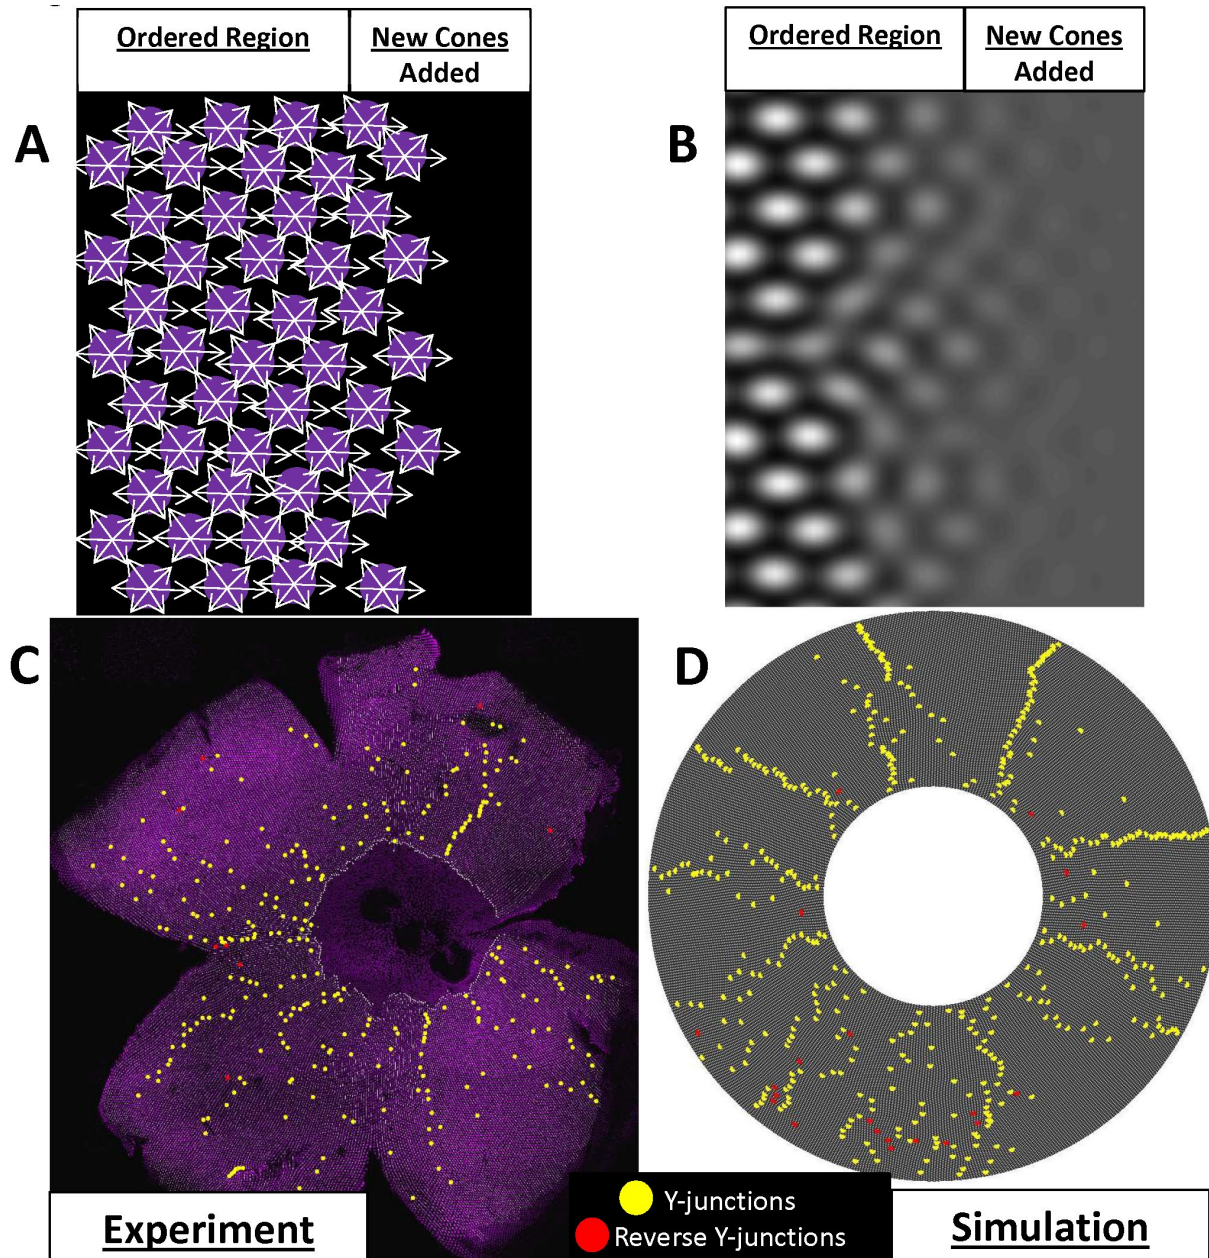 Ordered Region
New Cones
Added
Ordered Region
New Cones
Added
A
B
C
D
Y-junctions
Reverse Y-junctions
Experiment
Simulation